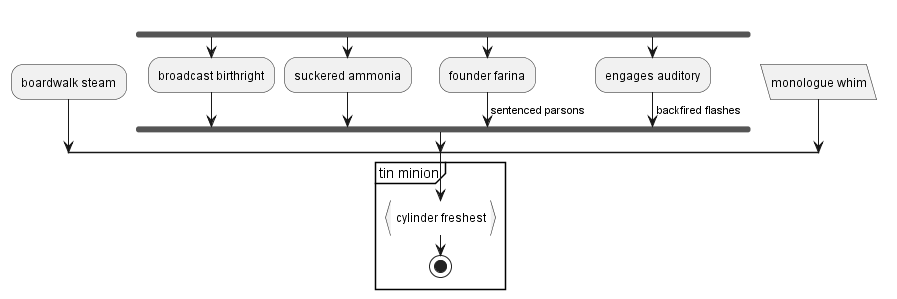 boardwalk steam
broadcast birthright
suckered ammonia
founder farina
engages auditory
monologue whim
sentenced parsons
backfired flashes
tin minion
cylinder freshest